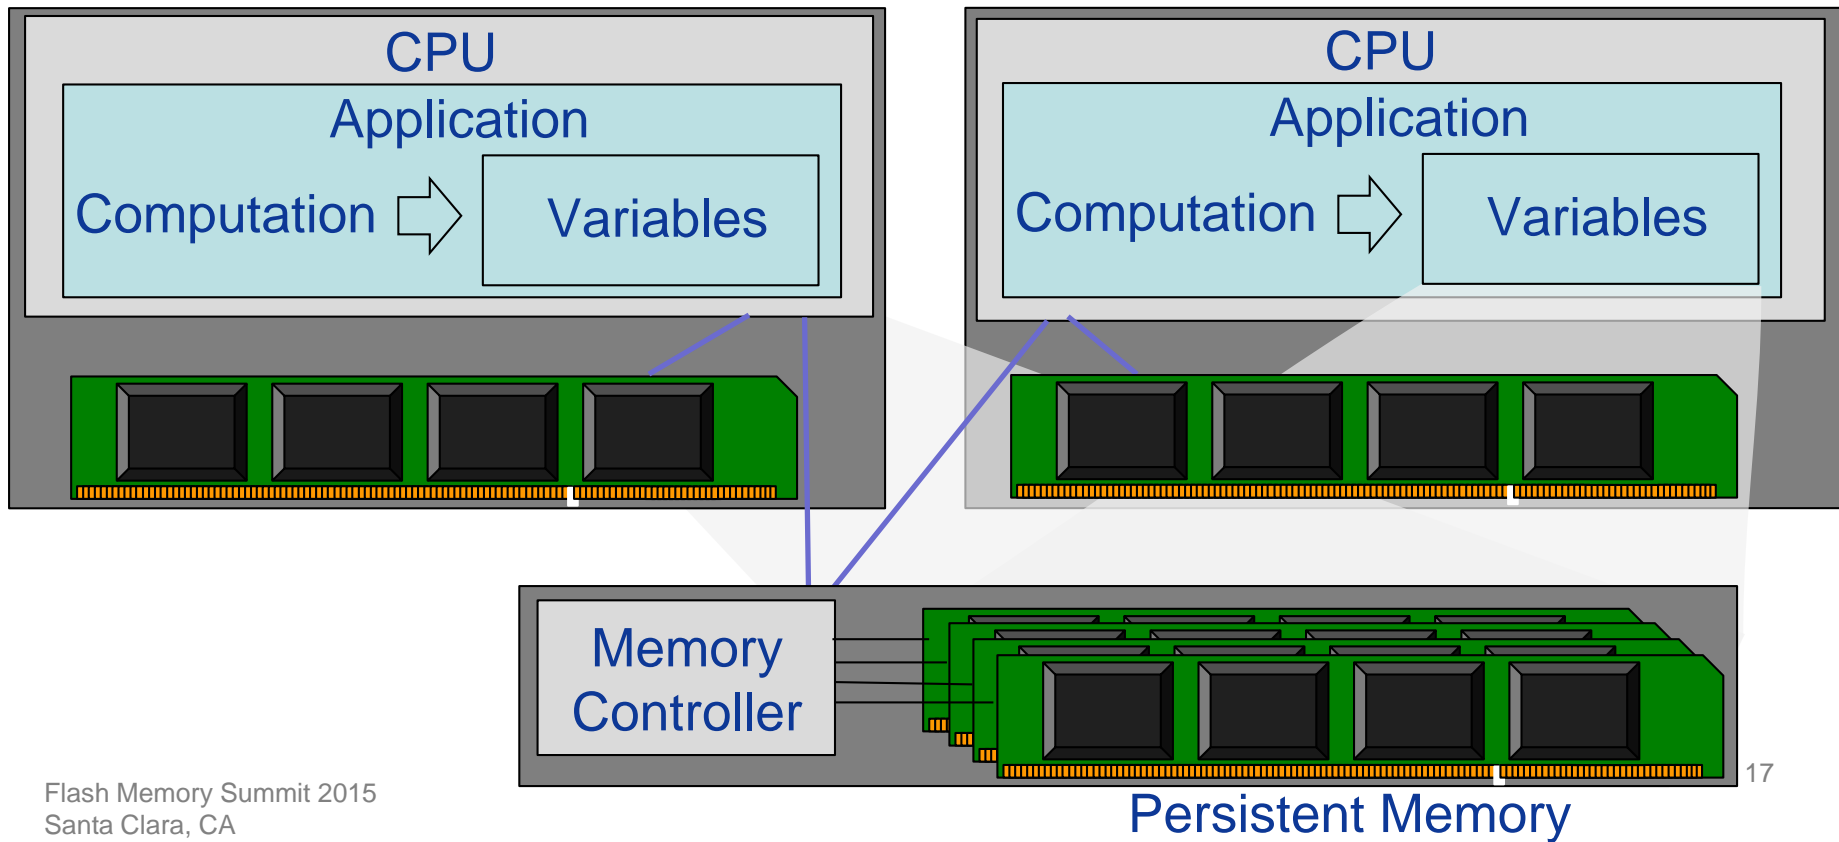 CPU
Application
Computation
Variables
CPU
Application
Computation
Variables
Memory
Controller
Persistent Memory
Flash Memory Summit 2015
Santa Clara, CA
17